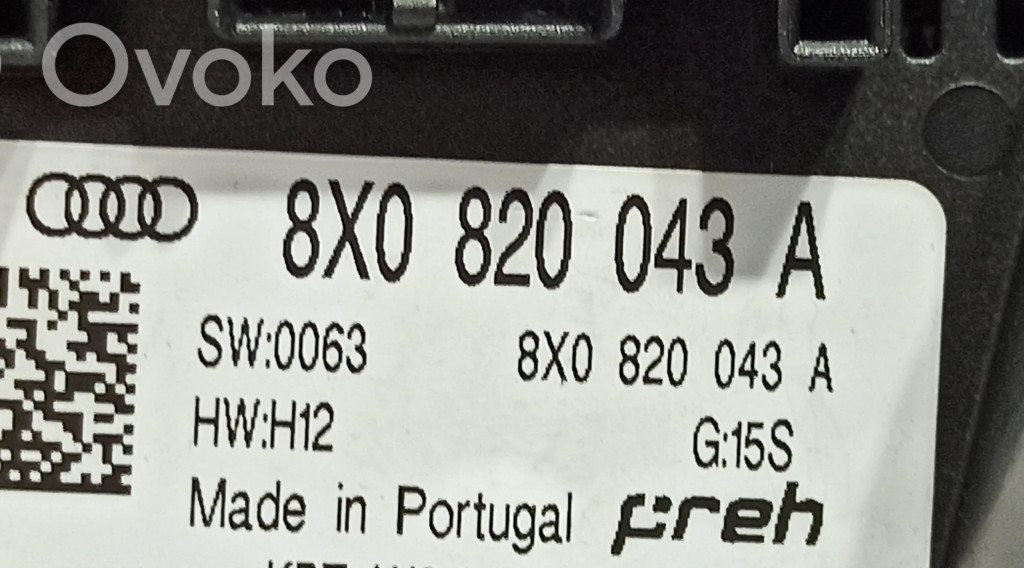 Ovoko
8X0 820 043 A
SW:0063 8X0 820 043 A
HW:H12 G:15S
Made in Portugal preh